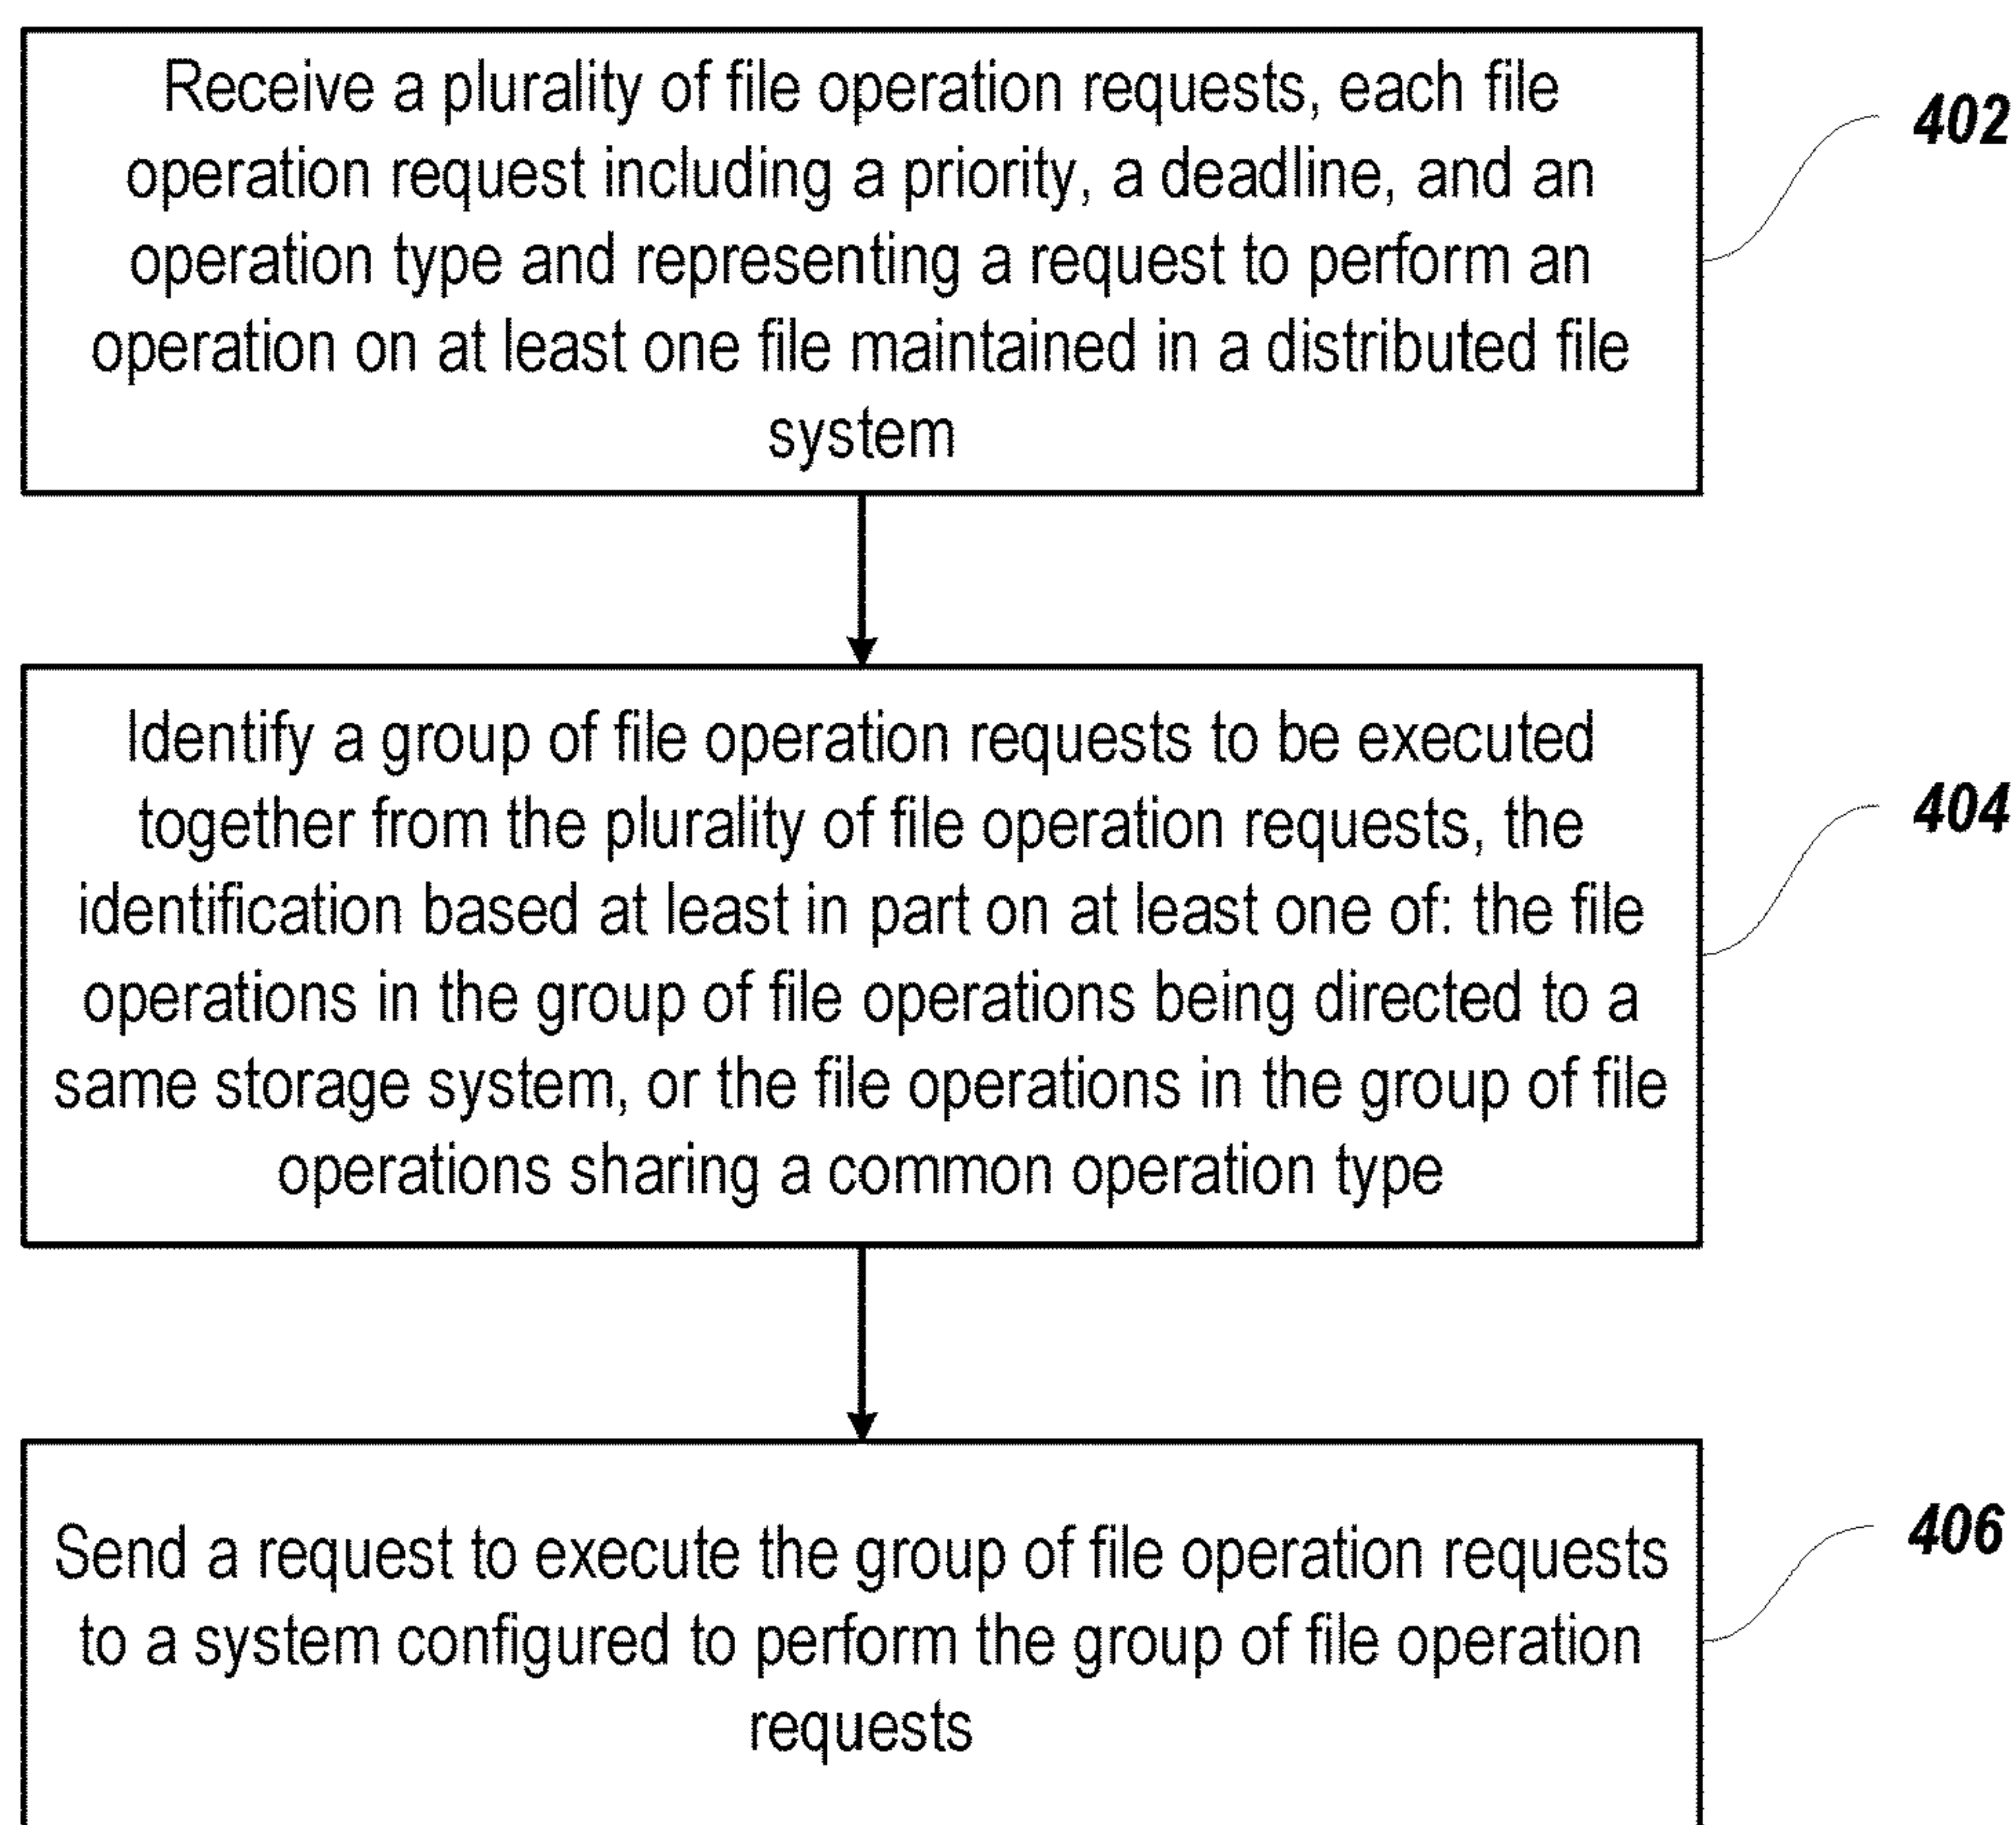 Receive a plurality of file operation requests, each file
operation request including a priority, a deadline, and an
operation type and representing a request to perform an
operation on at least one file maintained in a distributed file
system
402
Identify a group of file operation requests to be executed
together from the plurality of file operation requests, the
identification based at least in part on at least one of: the file
operations in the group of file operations being directed to a
same storage system, or the file operations in the group of file
operations sharing a common operation type
404
Send a request to execute the group of file operation requests
to a system configured to perform the group of file operation
requests
406